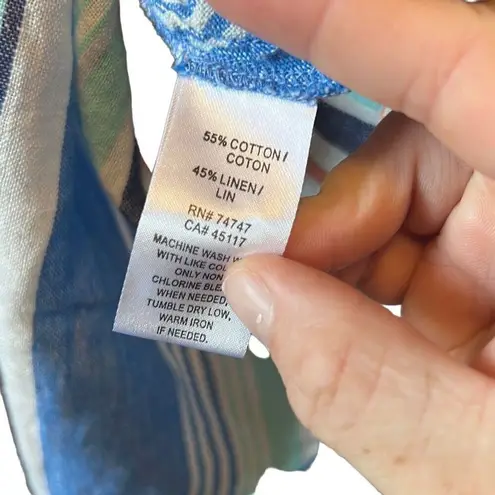 55% COTTON /
COTON
45% LINEN /
LIN
RN# 74747
CA# 45117
MACHINE WASH
WITH LIKE
ONLY NON
CHLORINE
WHEN NEEDED,
TUMBLE DRY LOW,
WARM IRON
IF NEEDED.